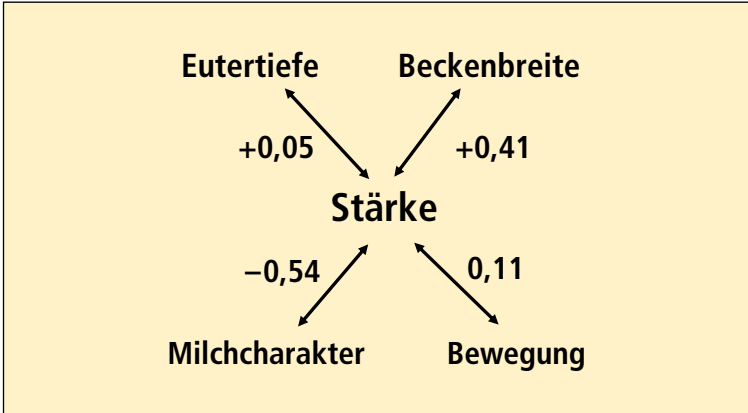 Eutertiefe Beckenbreite
+0,05 +0,41
Stärke
−0,54 0,11
Milchcharakter Bewegung